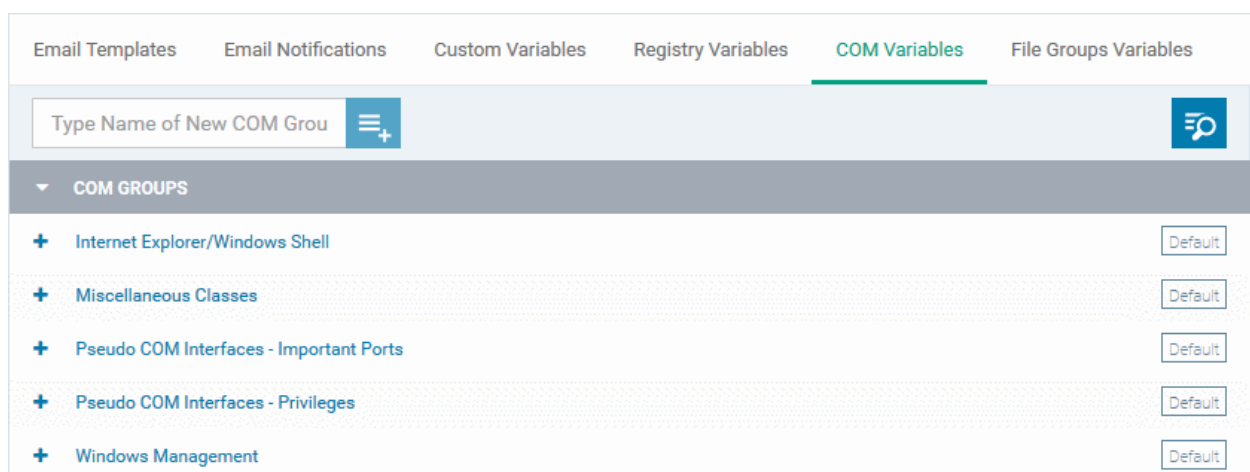 Email Templates Email Notifications Custom Variables Registry Variables COM Variables File Groups Variables
Type Name of New COM Grou
COM GROUPS
Internet Explorer/Windows Shell Default
Miscellaneous Classes Default
Pseudo COM Interfaces - Important Ports Default
Pseudo COM Interfaces - Privileges Default
Windows Management Default